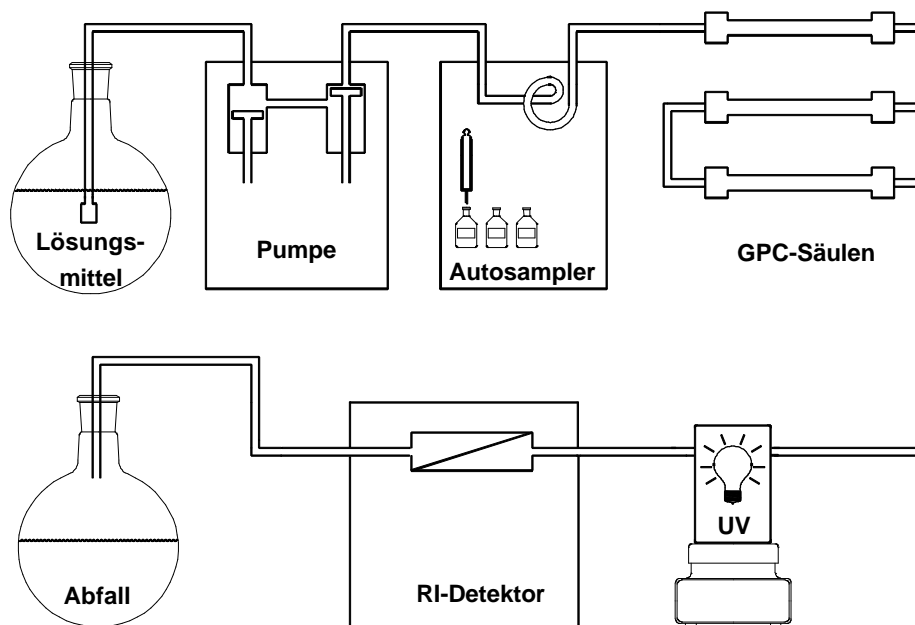 Lösungs-
mittel
Pumpe
Autosampler
GPC-Säulen
Abfall
RI-Detektor
UV